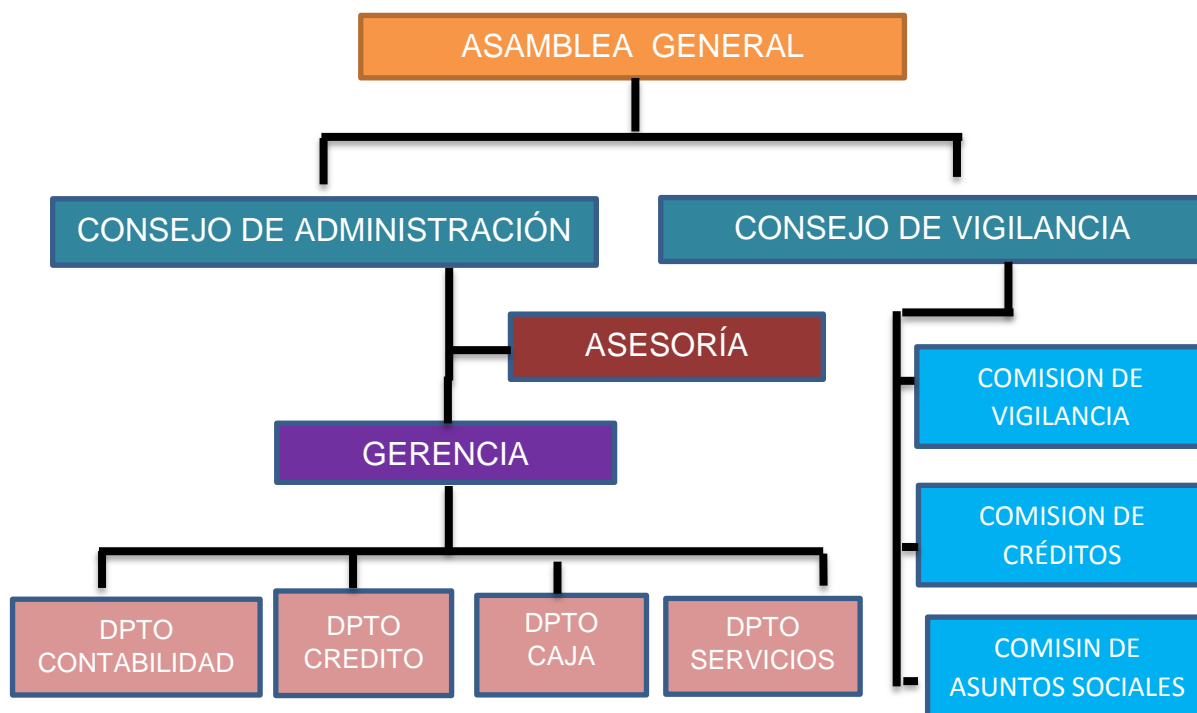 ASAMBLEA GENERAL
CONSEJO DE ADMINISTRACIÓN
CONSEJO DE VIGILANCIA
ASESORÍA
COMISION DE
VIGILANCIA
GERENCIA
COMISION DE
CRÉDITOS
DPTO
CONTABILIDAD
DPTO
CREDITO
DPTO
CAJA
DPTO
SERVICIOS
COMISIN DE
ASUNTOS SOCIALES